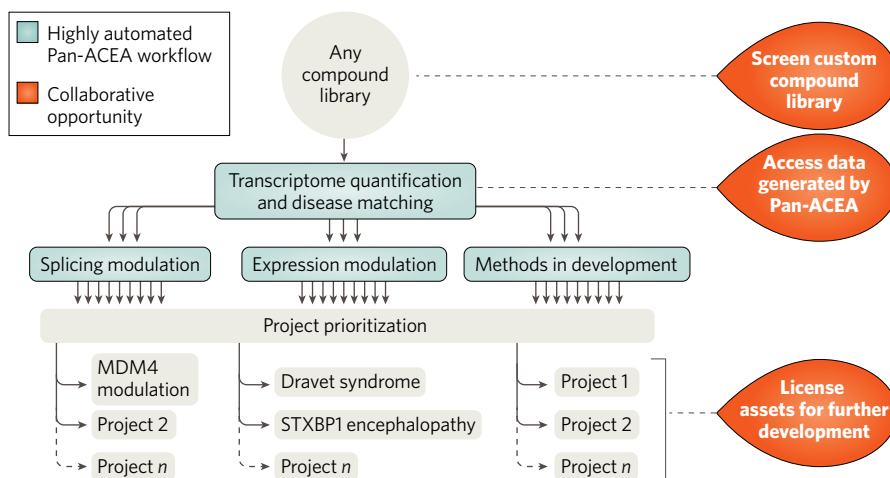 Highly automated
Pan-ACEA workflow
Collaborative
opportunity
Any
compound
library
Screen custom
compound
library
Transcriptome quantification
and disease matching
Access data
generated by
Pan-ACEA
Splicing modulation
Expression modulation
Methods in development
Project prioritization
MDM4
modulation
Project 2
Project n
Dravet syndrome
STXBP1 encephalopathy
Project n
Project 1
Project 2
Project n
License
assets for further
development